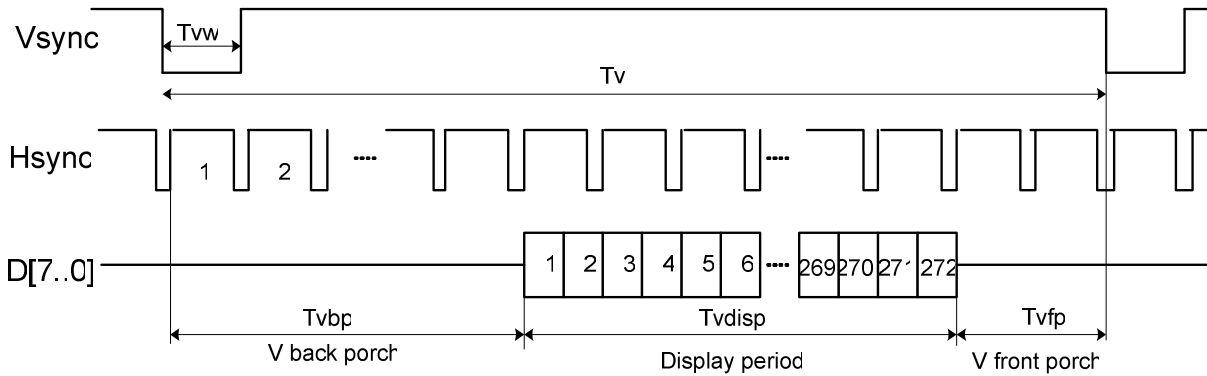 Vsync
Tvw
Tv
Hsync
1 2 .... ....
D[7..0]
1 2 3 4 5 6 .... 269 270 271 272
Tvbp Tvdisp Tvfp
V back porch Display period V front porch